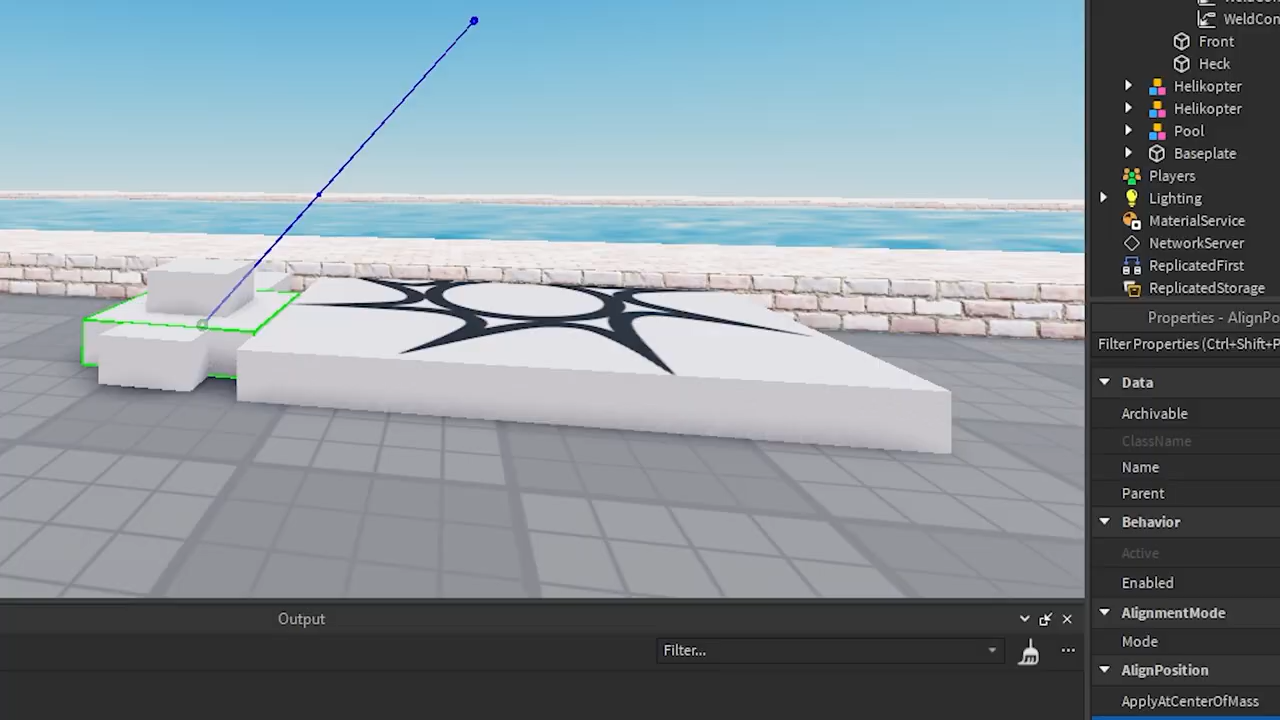 WeldCon
Front
Heck
Helikopter
Helikopter
Pool
Baseplate
Players
Lighting
MaterialService
NetworkServer
ReplicatedFirst
ReplicatedStorage
Properties - AlignPo
Filter Properties (Ctrl+Shift+P
Data
Archivable
ClassName
Name
Parent
Behavior
Active
Enabled
AlignmentMode
Mode
AlignPosition
ApplyAtCenterOfMass
Output
Filter...